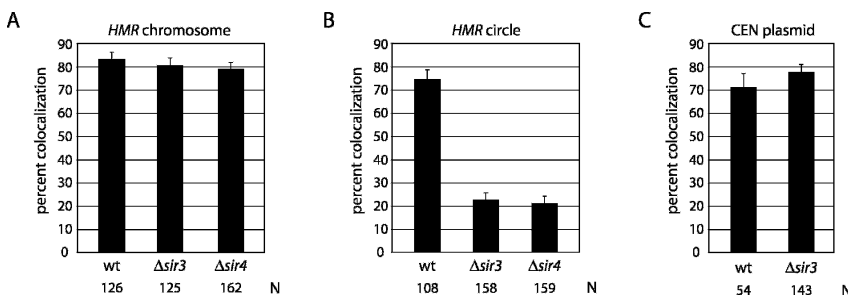 A
HMR chromosome
percent colocalization
90
80
70
60
50
40
30
20
10
0
wt Δsir3 Δsir4
126 125 162 N
B
HMR circle
percent colocalization
90
80
70
60
50
40
30
20
10
0
wt Δsir3 Δsir4
108 158 159 N
C
CEN plasmid
percent colocalization
90
80
70
60
50
40
30
20
10
0
wt Δsir3
54 143 N